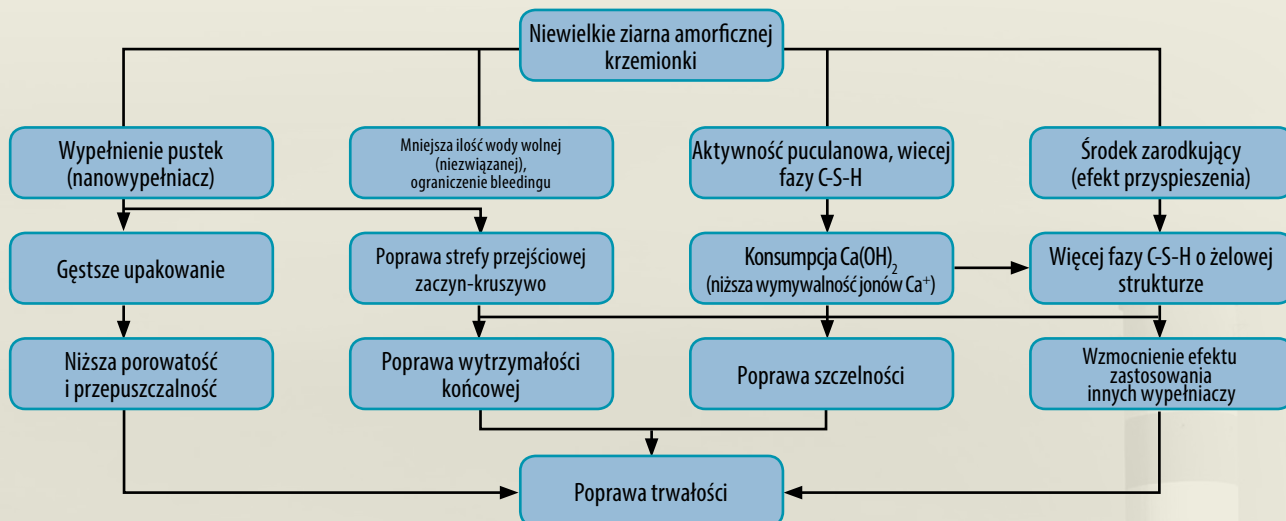 Niewielkie ziarna amorficznej
krzemionki
Wypełnienie pustek
(nanowypełniacz)
Mniejsza ilość wody wolnej
(niezwiązanej),
ograniczenie bleedingu
Aktywność puculanowa, wiecej
fazy C-S-H
Środek zarodkujący
(efekt przyspieszenia)
Gęstsze upakowanie
Poprawa strefy przejściowej
zaczyn-kruszywo
Konsumpcja Ca(OH)₂
(niższa wymywalność jonów Ca⁺)
Więcej fazy C-S-H o żelowej
strukturze
Niższa porowatość
i przepuszczalność
Poprawa wytrzymałości
końcowej
Poprawa szczelności
Wzmocnienie efektu
zastosowania
innych wypełniaczy
Poprawa trwałości